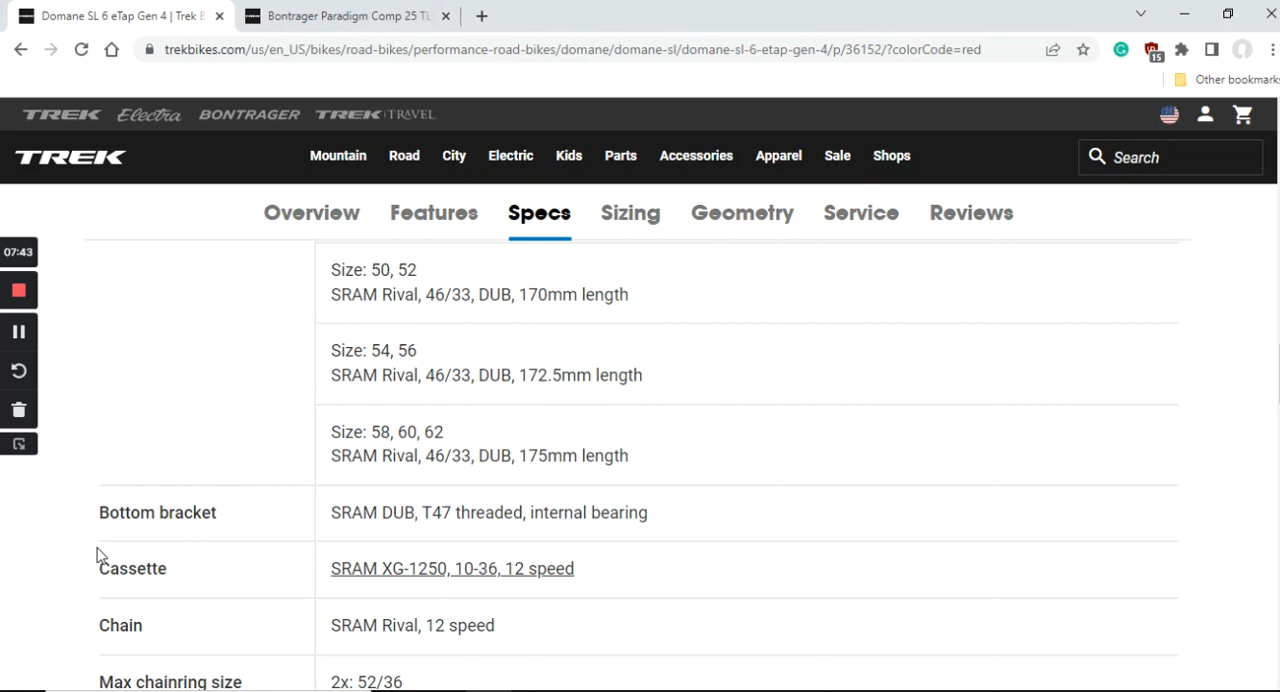 Domane SL 6 eTap Gen 4 | Trek B
Bontrager Paradigm Comp 25 TL
trekbikes.com/us/en_US/bikes/road-bikes/performance-road-bikes/domane/domane-sl/domane-sl-6-etap-gen-4/p/36152/?colorCode=red
15
Other bookmarks
TREK Electra BONTRAGER TREK TRAVEL
TREK Mountain Road City Electric Kids Parts Accessories Apparel Sale Shops Search
Overview Features Specs Sizing Geometry Service Reviews
07:43
Size: 50, 52
SRAM Rival, 46/33, DUB, 170mm length
Size: 54, 56
SRAM Rival, 46/33, DUB, 172.5mm length
Size: 58, 60, 62
SRAM Rival, 46/33, DUB, 175mm length
Bottom bracket SRAM DUB, T47 threaded, internal bearing
Cassette SRAM XG-1250, 10-36, 12 speed
Chain SRAM Rival, 12 speed
Max chainring size 2x: 52/36